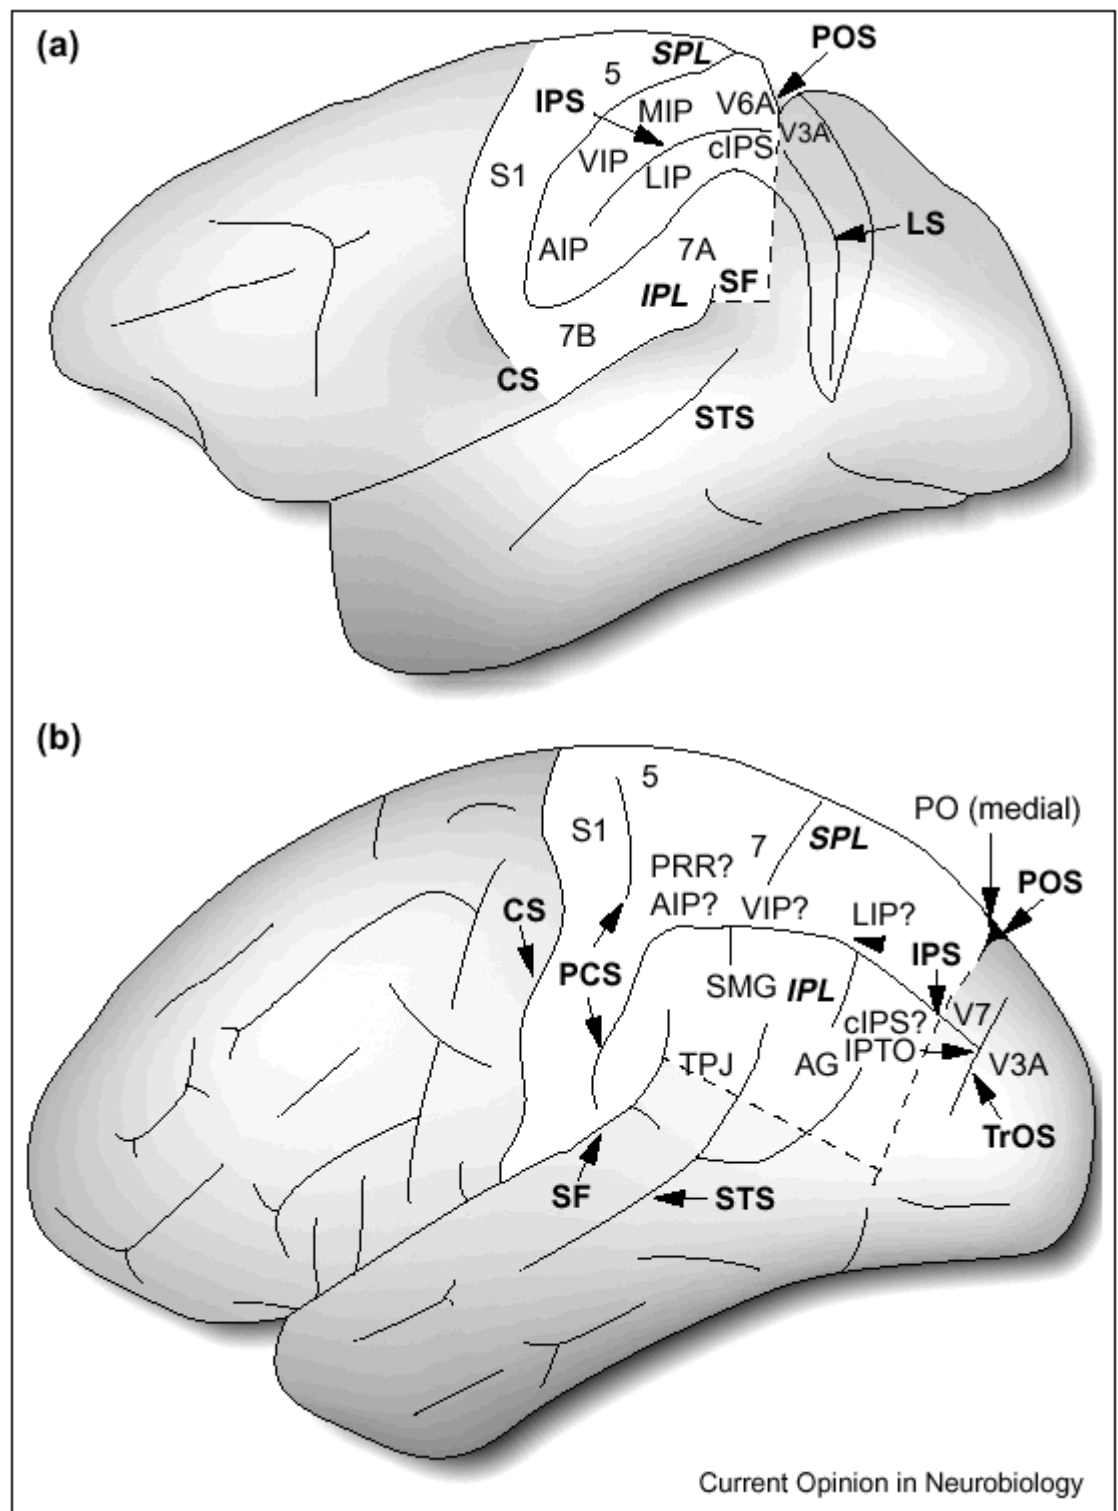 (a)
SPL
POS
5
IPS
MIP
V6A
V3A
VIP
cIPS
S1
LIP
LS
AIP
7A
SF
IPL
7B
CS
STS
(b)
5
PO (medial)
S1
7
SPL
PRR?
POS
CS
AIP?
VIP?
LIP?
IPS
PCS
SMG
IPL
cIPS?
V7
TPJ
AG
IPTO
V3A
TrOS
SF
STS
Current Opinion in Neurobiology